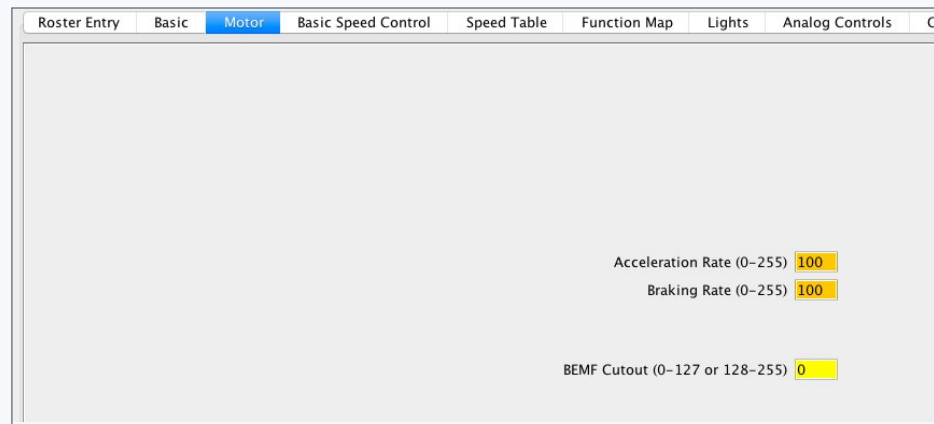 Roster Entry Basic Motor Basic Speed Control Speed Table Function Map Lights Analog Controls C
Acceleration Rate (0-255) 100
Braking Rate (0-255) 100
BEMF Cutout (0-127 or 128-255) 0